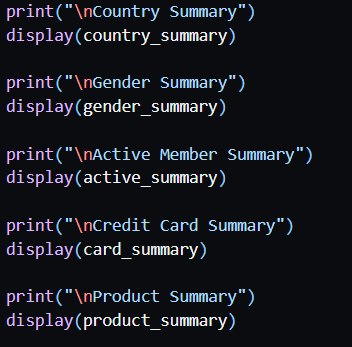 print("\nCountry Summary")
display(country_summary)
print("\nGender Summary")
display(gender_summary)
print("\nActive Member Summary")
display(active_summary)
print("\nCredit Card Summary")
display(card_summary)
print("\nProduct Summary")
display(product_summary)